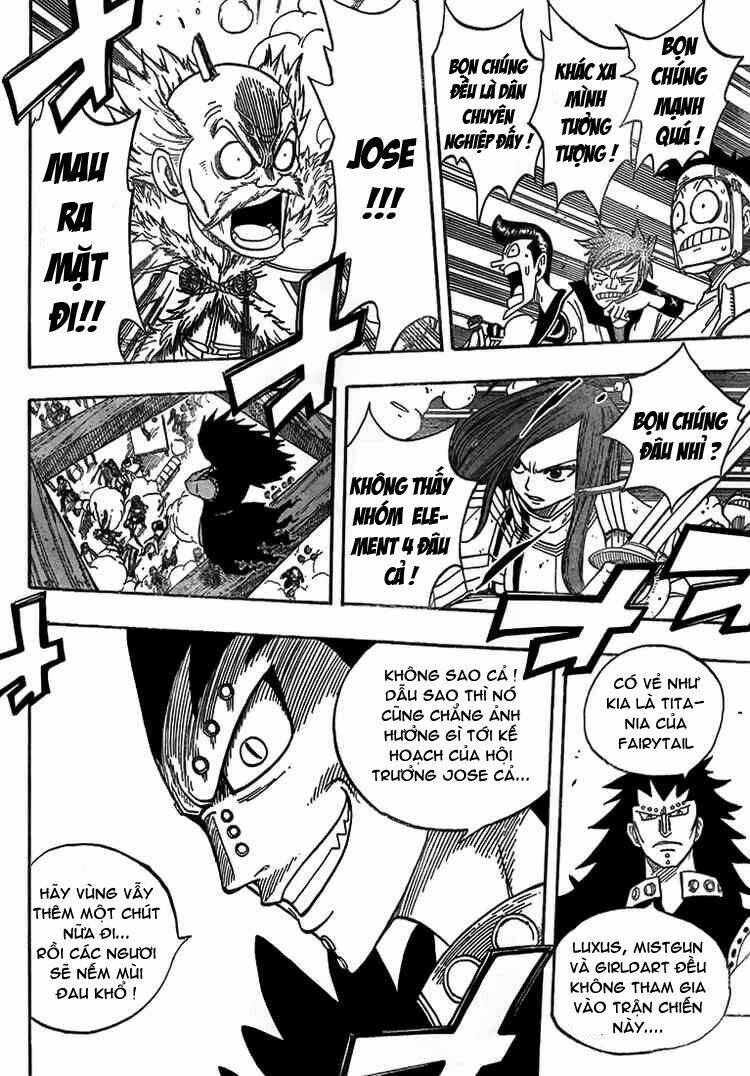 BỌN
CHÚNG
MẠNH
QUÁ !
KHÁC XA
MÌNH
TƯỞNG
TƯỢNG !
BỌN CHÚNG
ĐỀU LÀ DÂN
CHUYÊN
NGHIỆP ĐẤY !
JOSE
!!!
MAU
RA
MẶT
ĐI!!
BỌN CHÚNG
ĐÂU NHỈ ?
KHÔNG THẤY
NHÓM ELE-
MENT 4 ĐÂU
CẢ !
CÓ VẺ NHƯ
KIA LÀ TITA-
NIA CỦA
FAIRYTAIL
LUXUS, MISTGUN
VÀ GIRLDART ĐỀU
KHÔNG THAM GIA
VÀO TRẬN CHIẾN
NÀY....
KHÔNG SAO CẢ !
DẪU SAO THÌ NÓ
CŨNG CHẲNG ẢNH
HƯỞNG GÌ TỚI KẾ
HOẠCH CỦA HỘI
TRƯỞNG JOSE CẢ...
HÃY VÙNG VẪY
THÊM MỘT CHÚT
NỮA ĐI...
RỒI CÁC NGƯƠI
SẼ NẾM MÙI
ĐAU KHỔ !